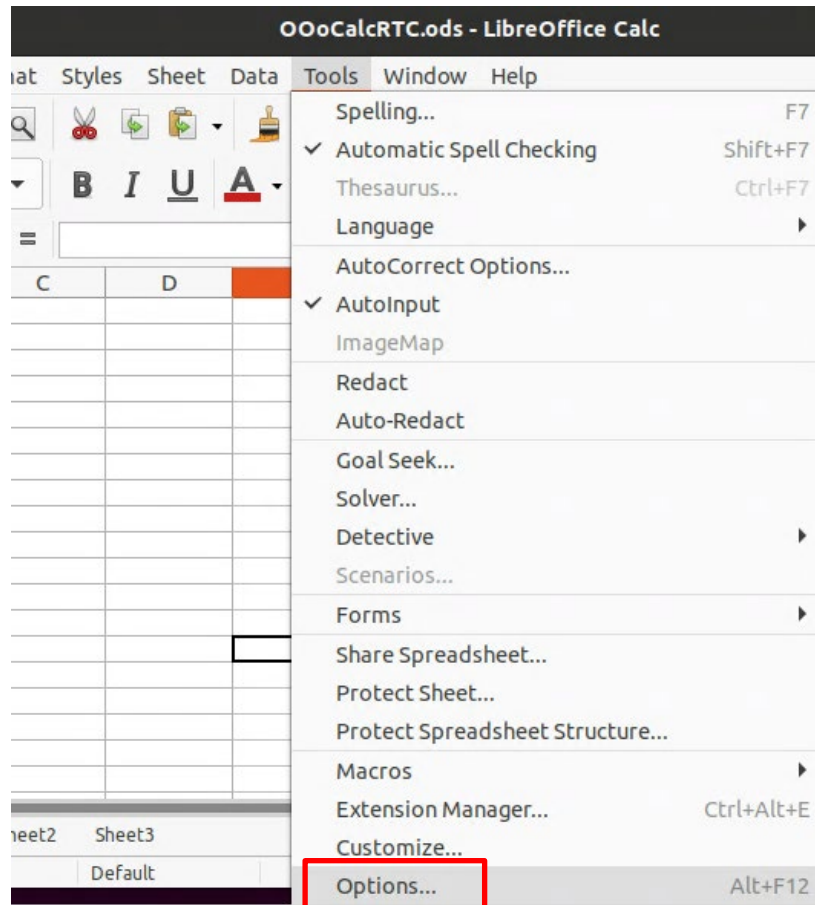 OOoCalcRTC.ods - LibreOffice Calc
nat Styles Sheet Data Tools Window Help
B I U A
=
C D
Spelling... F7
✓ Automatic Spell Checking Shift+F7
Thesaurus... Ctrl+F7
Language
AutoCorrect Options...
✓ AutoInput
ImageMap
Redact
Auto-Redact
Goal Seek...
Solver...
Detective
Scenarios...
Forms
Share Spreadsheet...
Protect Sheet...
Protect Spreadsheet Structure...
Macros
Extension Manager... Ctrl+Alt+E
Customize...
Options... Alt+F12
heet2 Sheet3
Default